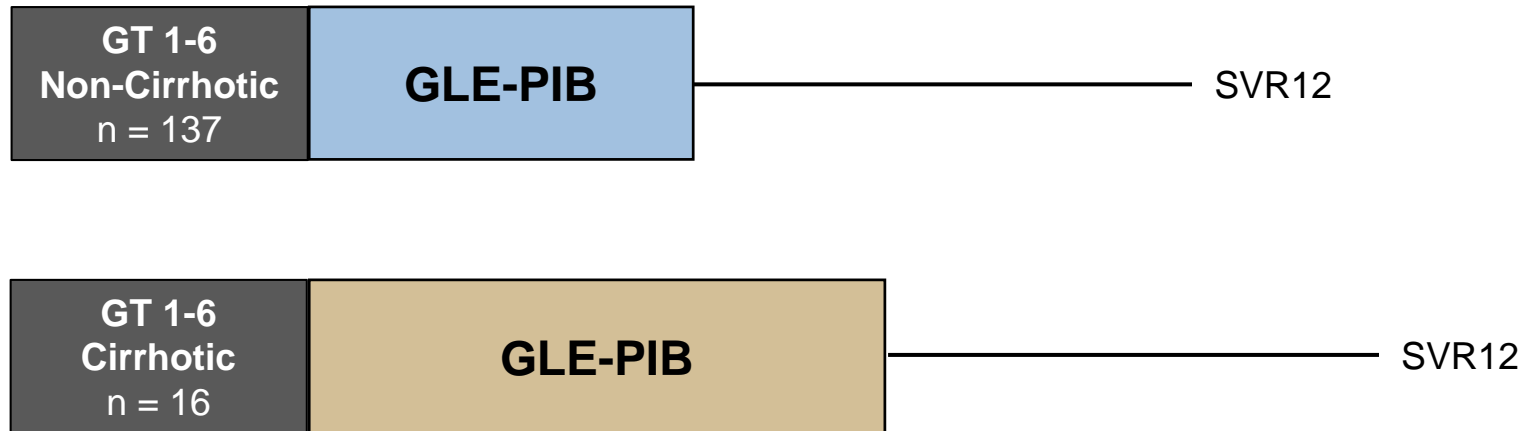 GT 1-6
Non-Cirrhotic
n = 137
GLE-PIB
SVR12
GT 1-6
Cirrhotic
n = 16
GLE-PIB
SVR12